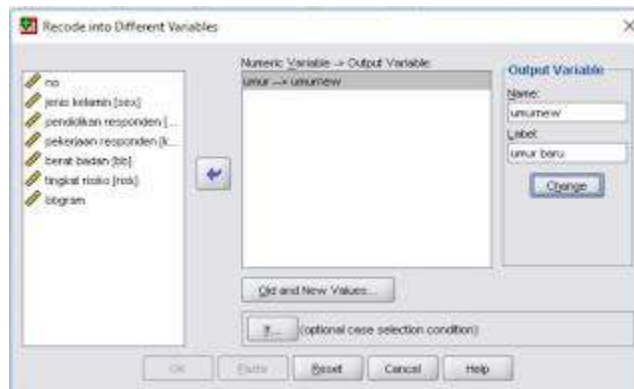 Recode into Different Variables
no
jenis kelamin [sex]
pendidikan responden [...
pekerjaan responden [k...
berat badan [bb]
tingkat risiko [risk]
bbgram
Numeric Variable -> Output Variable:
umur --> umurnew
Output Variable
Name:
umurnew
Label:
umur baru
Change
Old and New Values...
If... (optional case selection condition)
OK
Paste
Reset
Cancel
Help